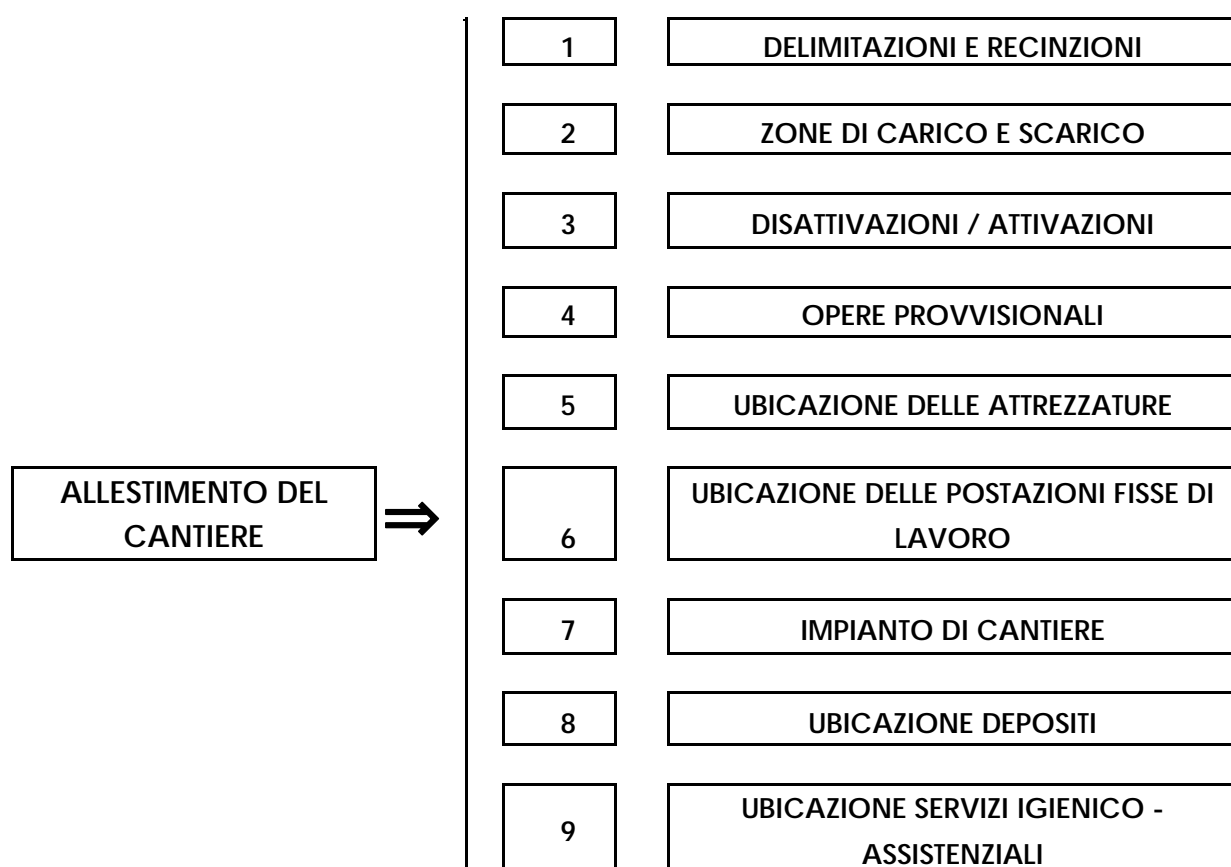 1 DELIMITAZIONI E RECINZIONI
2 ZONE DI CARICO E SCARICO
3 DISATTIVAZIONI / ATTIVAZIONI
4 OPERE PROVVISIONALI
5 UBICAZIONE DELLE ATTREZZATURE
ALLESTIMENTO DEL
CANTIERE
⇒
6 UBICAZIONE DELLE POSTAZIONI FISSE DI
LAVORO
7 IMPIANTO DI CANTIERE
8 UBICAZIONE DEPOSITI
9 UBICAZIONE SERVIZI IGIENICO -
ASSISTENZIALI